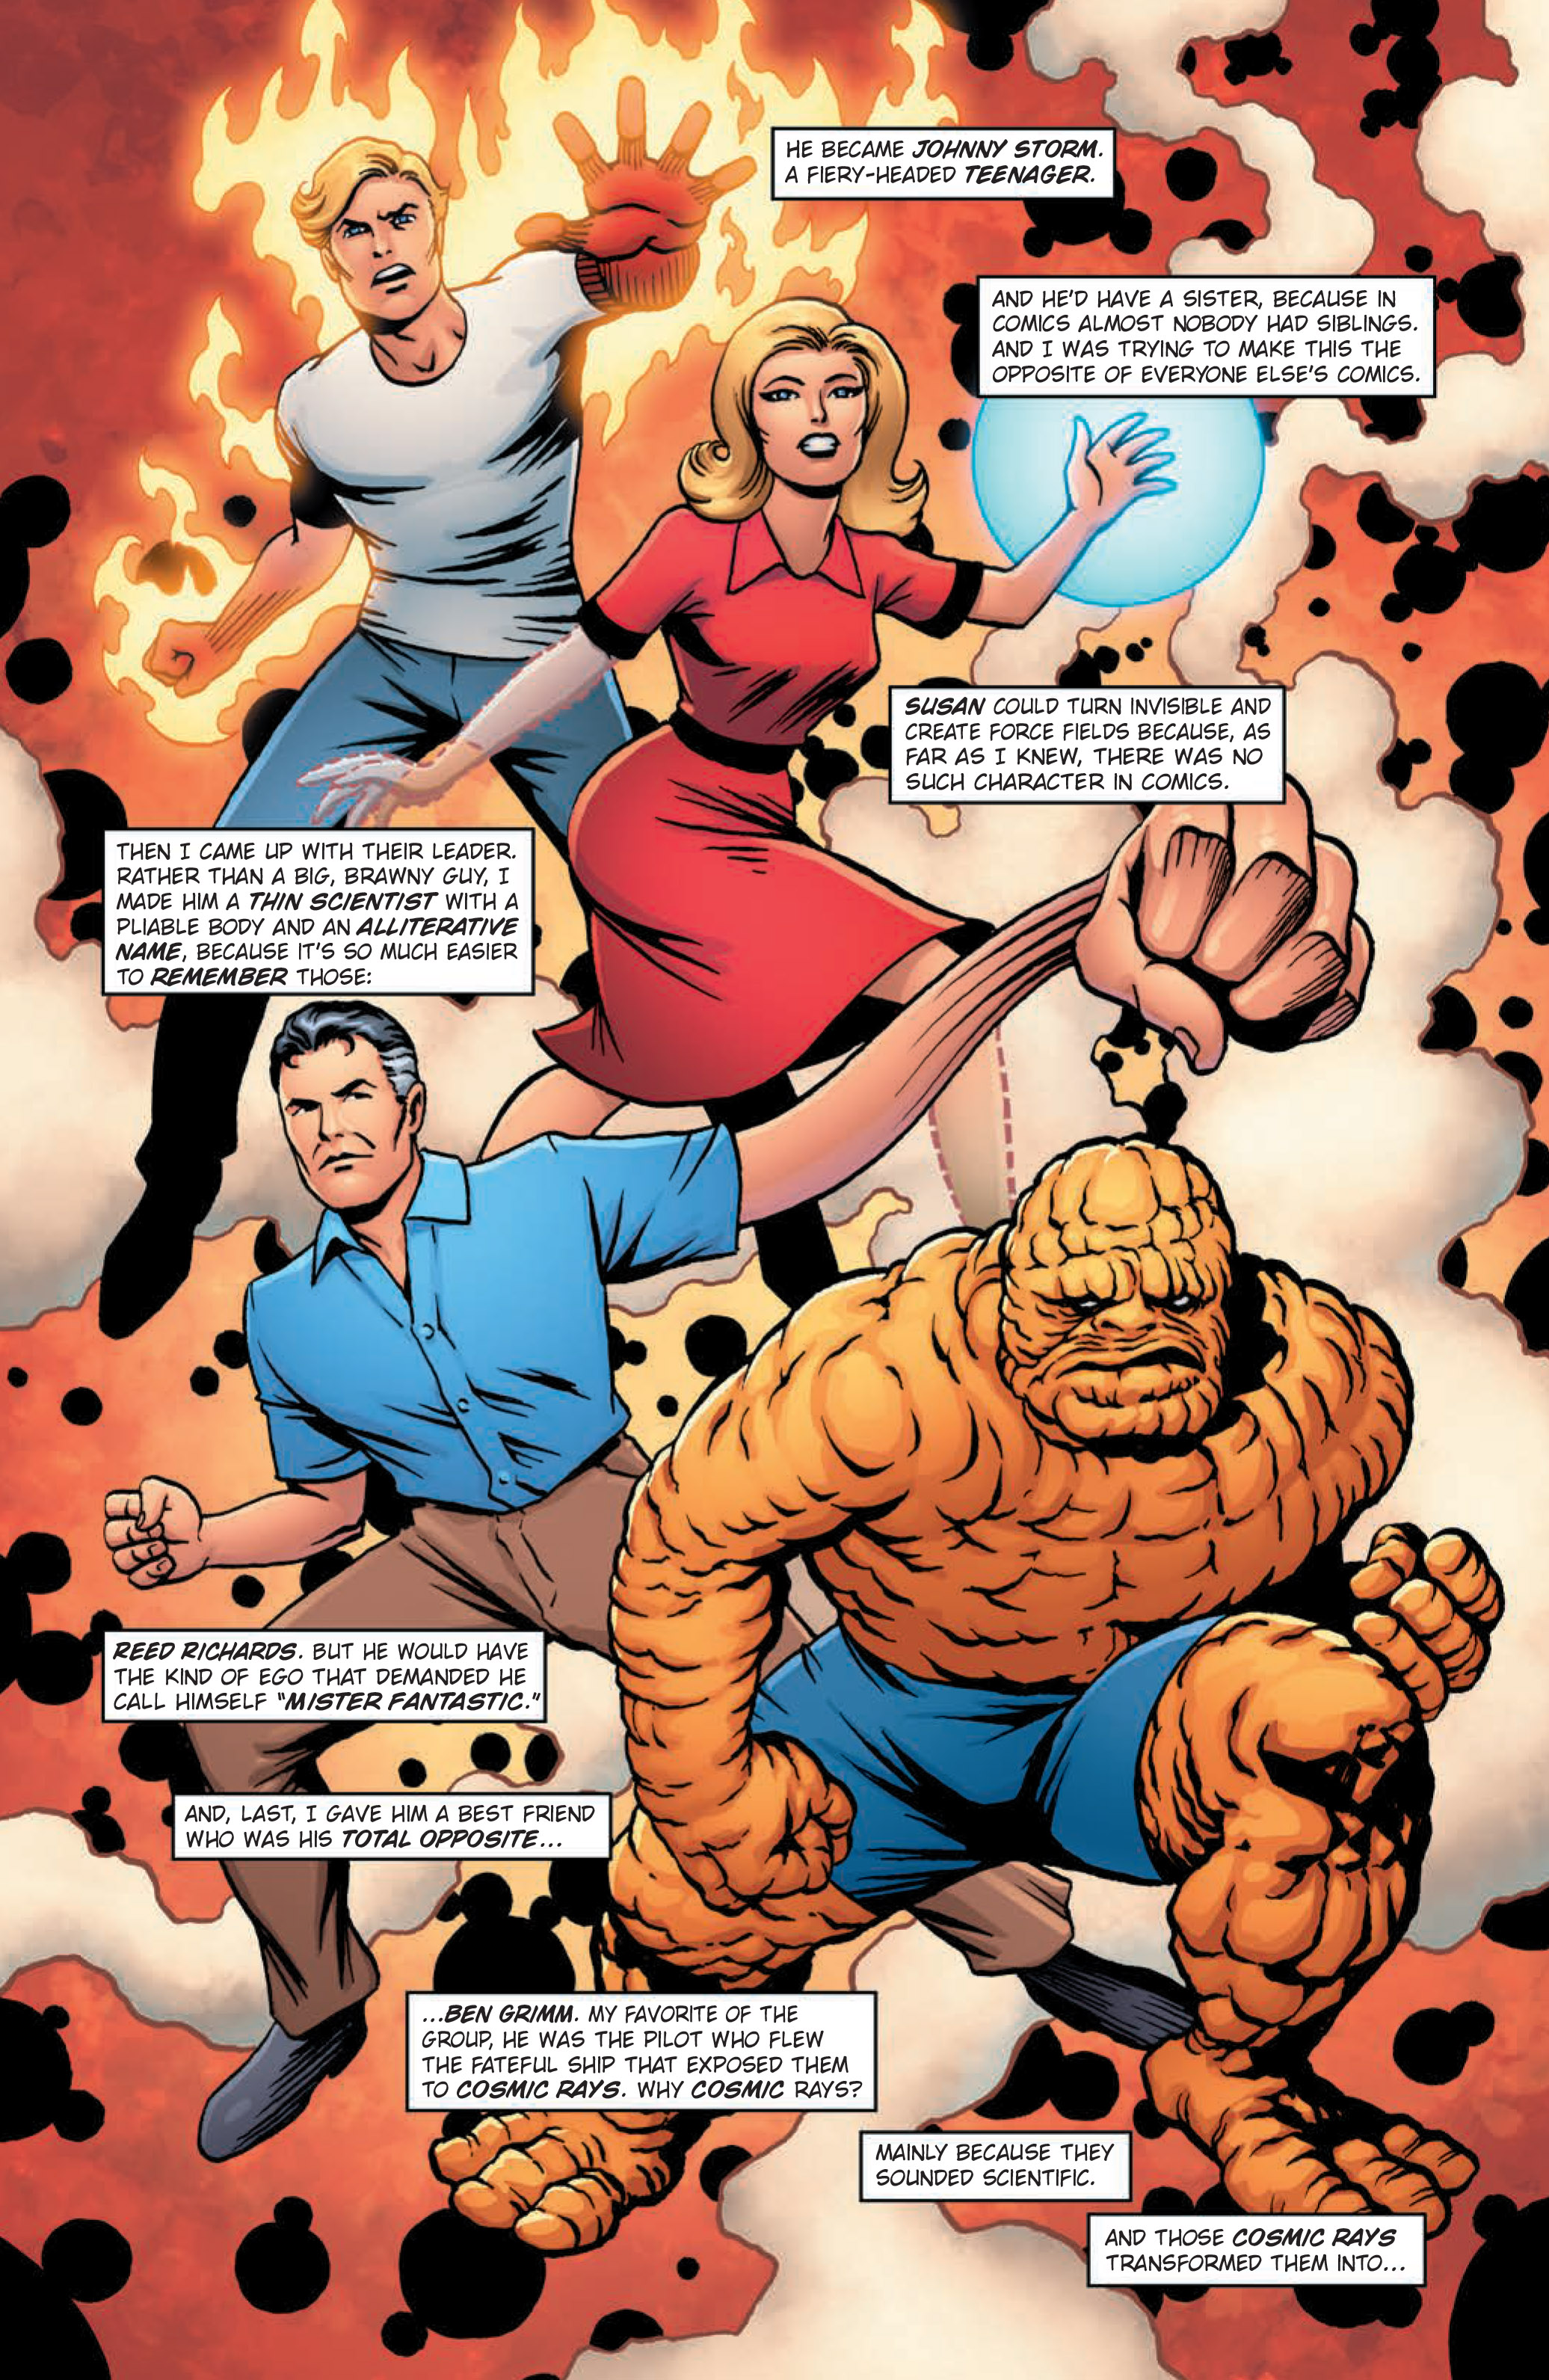 HE BECAME JOHNNY STORM.
A FIERY-HEADED TEENAGER.
AND HE'D HAVE A SISTER, BECAUSE IN
COMICS ALMOST NOBODY HAD SIBLINGS.
AND I WAS TRYING TO MAKE THIS THE
OPPOSITE OF EVERYONE ELSE'S COMICS.
SUSAN COULD TURN INVISIBLE AND
CREATE FORCE FIELDS BECAUSE, AS
FAR AS I KNEW, THERE WAS NO
SUCH CHARACTER IN COMICS.
THEN I CAME UP WITH THEIR LEADER.
RATHER THAN A BIG, BRAWNY GUY, I
MADE HIM A THIN SCIENTIST WITH A
PLIABLE BODY AND AN ALLITERATIVE
NAME, BECAUSE IT'S SO MUCH EASIER
TO REMEMBER THOSE:
REED RICHARDS. BUT HE WOULD HAVE
THE KIND OF EGO THAT DEMANDED HE
CALL HIMSELF "MISTER FANTASTIC."
AND, LAST, I GAVE HIM A BEST FRIEND
WHO WAS HIS TOTAL OPPOSITE...
...BEN GRIMM. MY FAVORITE OF THE
GROUP, HE WAS THE PILOT WHO FLEW
THE FATEFUL SHIP THAT EXPOSED THEM
TO COSMIC RAYS. WHY COSMIC RAYS?
MAINLY BECAUSE THEY
SOUNDED SCIENTIFIC.
AND THOSE COSMIC RAYS
TRANSFORMED THEM INTO...